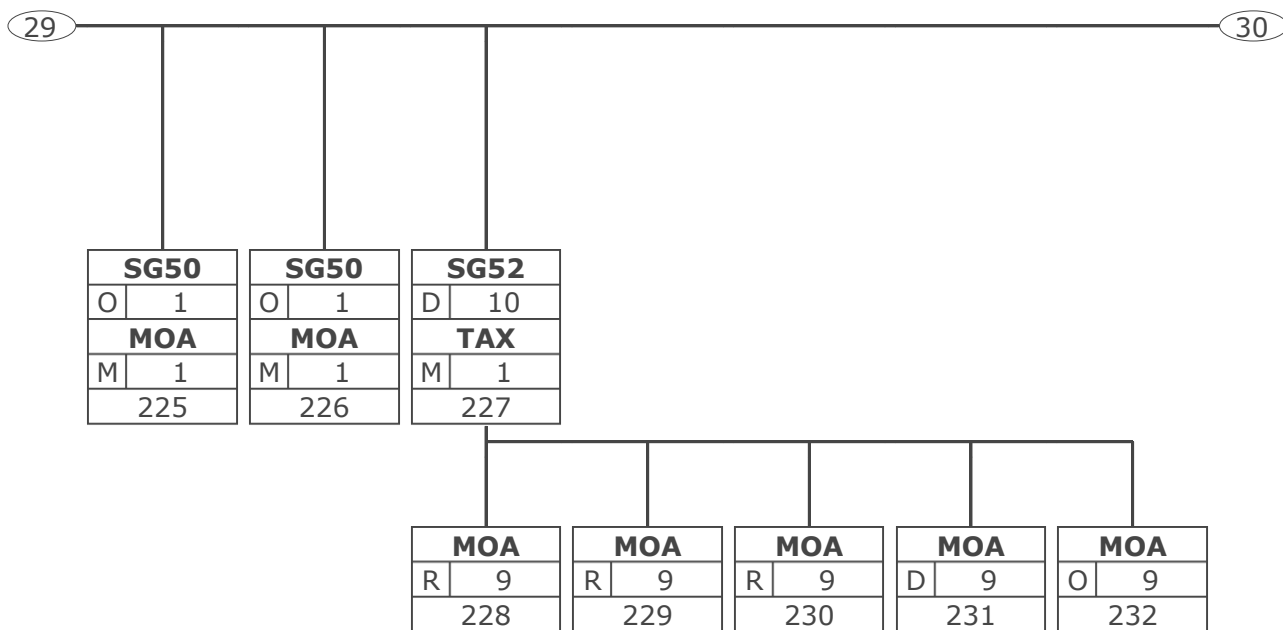 29 30
SG50 SG50 SG52
O 1 O 1 D 10
MOA MOA TAX
M 1 M 1 M 1
225 226 227
MOA MOA MOA MOA MOA
R 9 R 9 R 9 D 9 O 9
228 229 230 231 232